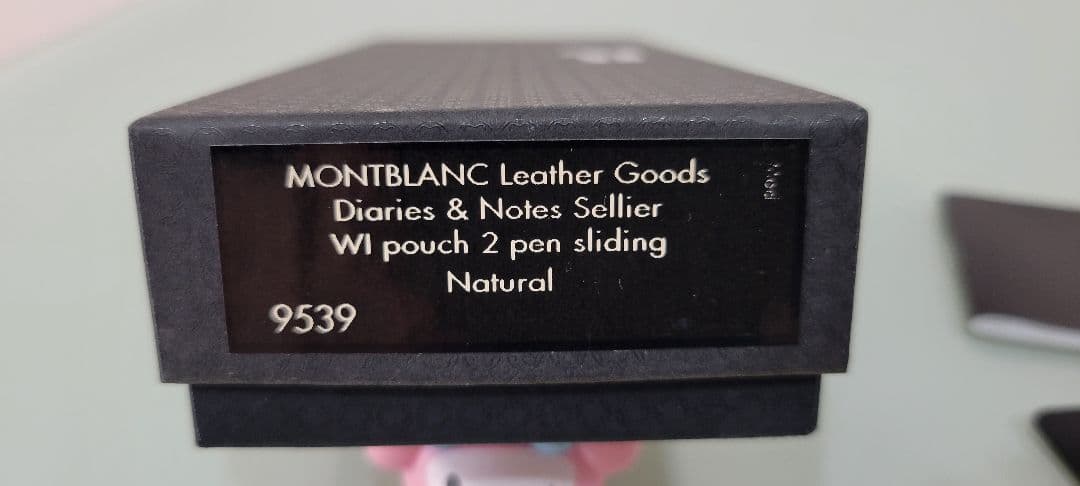 MONTBLANC Leather Goods
Diaries & Notes Sellier
WI pouch 2 pen sliding
Natural
9539